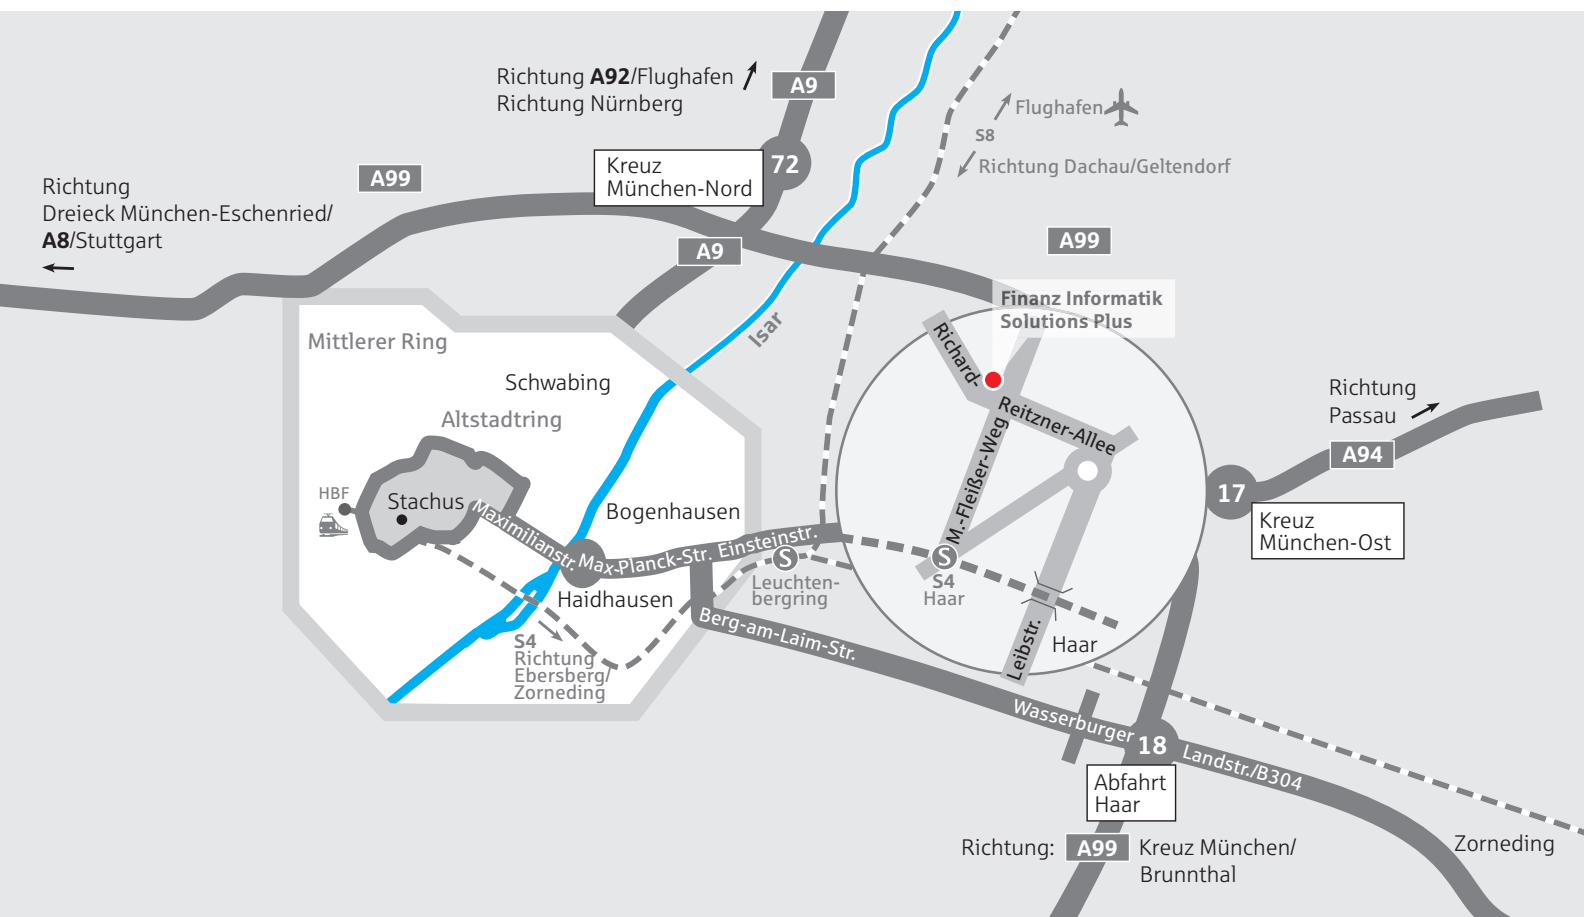 Richtung A92/Flughafen
Richtung Nürnberg
A9
Flughafen
S8
Richtung Dachau/Geltendorf
72
Kreuz
München-Nord
A99
Richtung
Dreieck München-Eschenried/
A8/Stuttgart
A9
A99
Finanz Informatik
Solutions Plus
Isar
Mittlerer Ring
Schwabing
Altstadtring
Richard-
Reitzner-Allee
M.-Fleißer-Weg
Richtung
Passau
A94
17
Kreuz
München-Ost
HBF
Stachus
Bogenhausen
Maximilianstr.
Max-Planck-Str.
Einsteinstr.
S
Leuchten-
bergring
S
S4
Haar
Haidhausen
S4
Richtung
Ebersberg/
Zorneding
Berg-am-Laim-Str.
Leibstr.
Haar
Wasserburger
18
Landstr./B304
Abfahrt
Haar
Richtung:
A99
Kreuz München/
Brunnthal
Zorneding